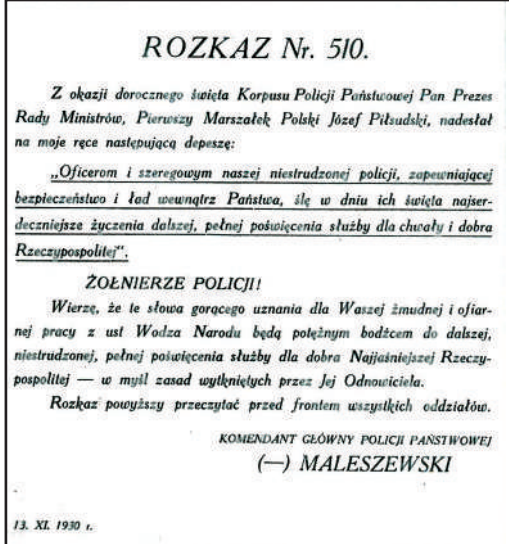 ROZKAZ Nr. 510.
Z okazji dorocznego święta Korpusu Policji Państwowej Pan Prezes
Rady Ministrów, Pierwszy Marszałek Polski Józef Piłsudski, nadesłał
na moje ręce następującą depeszę:
„Oficerom i szeregowym naszej niestrudzonej policji, zapewniającej
bezpieczeństwo i ład wewnątrz Państwa, ślę w dniu ich święta najser-
deczniejsze życzenia dalszej, pełnej poświęcenia służby dla chwały i dobra
Rzeczypospolitej“.
ŻOŁNIERZE POLICJI!
Wierzę, że te słowa gorącego uznania dla Waszej żmudnej i ofiar-
nej pracy z ust Wodza Narodu będą potężnym bodźcem do dalszej,
niestrudzonej, pełnej poświęcenia służby dla dobra Najjaśniejszej Rzeczy-
pospolitej — w myśl zasad wytkniętych przez Jej Odnowiciela.
Rozkaz powyższy przeczytać przed frontem wszystkich oddziałów.
KOMENDANT GŁÓWNY POLICJI PAŃSTWOWEJ
(—) MALESZEWSKI
13. XI. 1930 r.